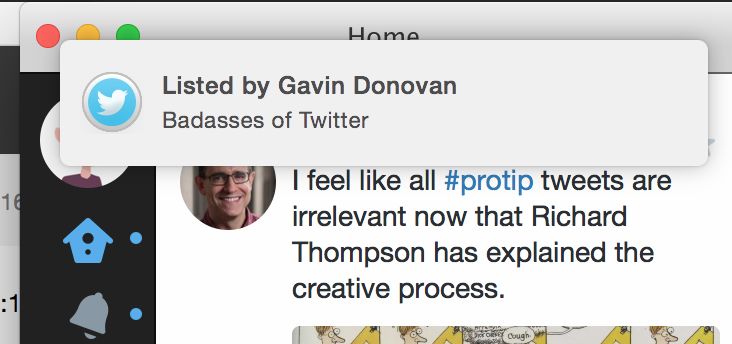 Home
Listed by Gavin Donovan
Badasses of Twitter
I feel like all #protip tweets are
irrelevant now that Richard
Thompson has explained the
creative process.
16
:1
Cough.